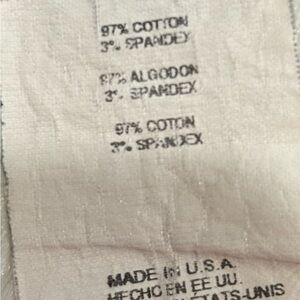 97% COTTON
3% SPANDEX
97% ALGODON
3% SPANDEX
97% COTON
3% SPANDEX
MADE IN U.S.A.
HECHO EN EE UU.
ÉTATS-UNIS